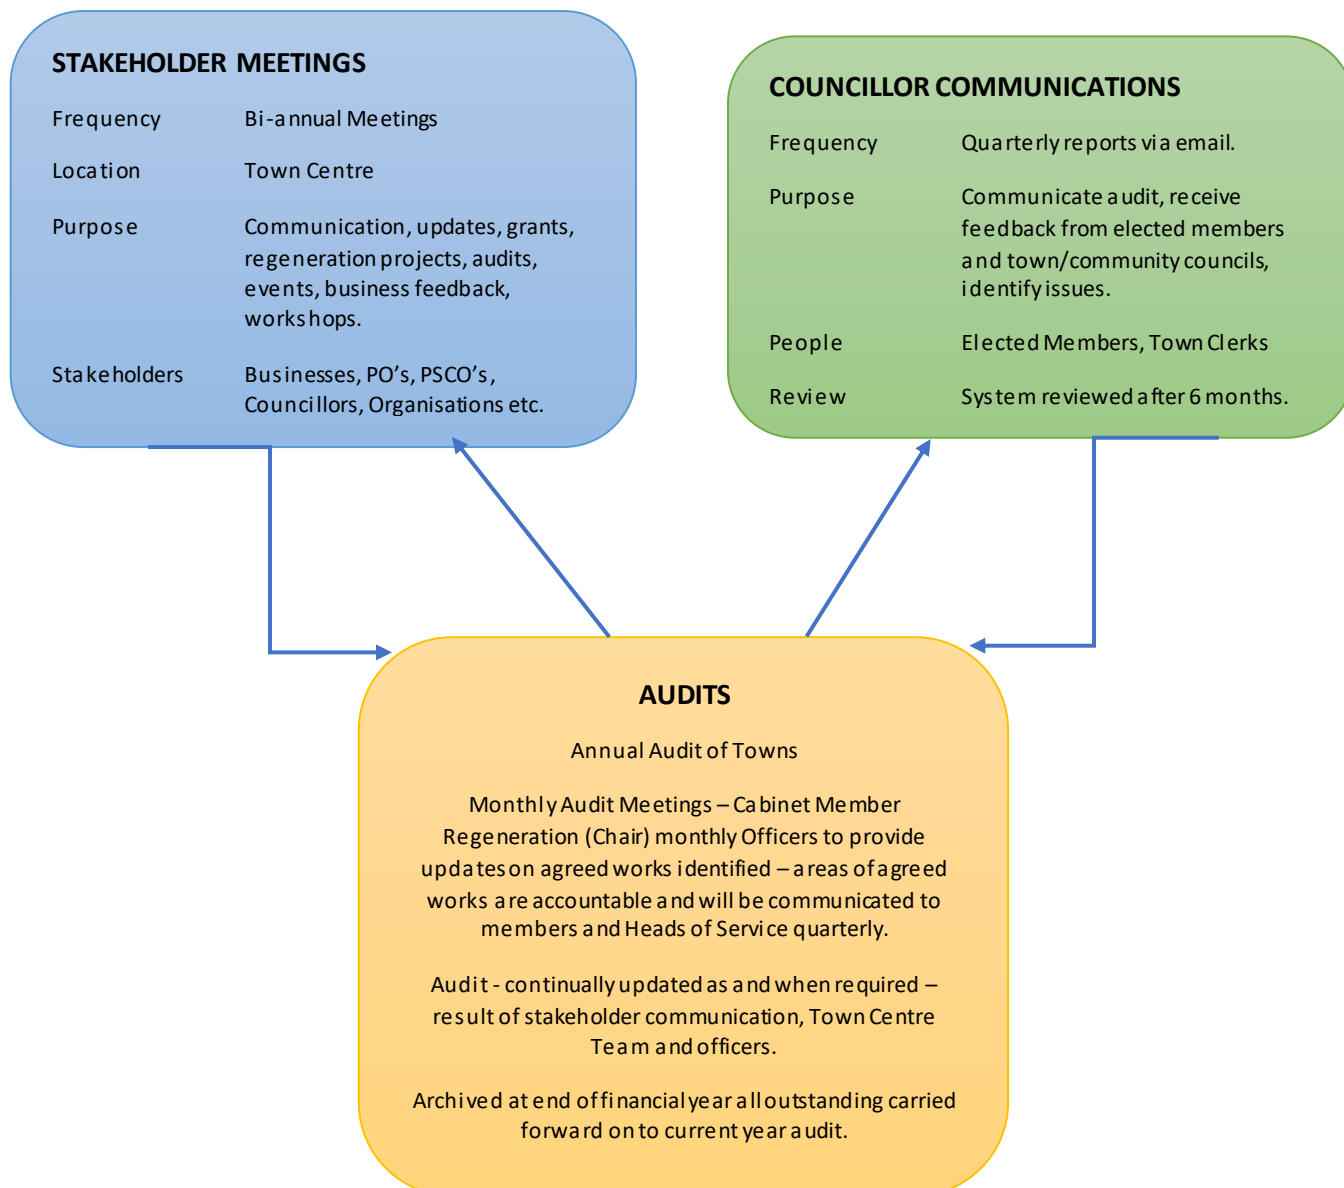 STAKEHOLDER MEETINGS
Frequency Bi-annual Meetings
Location Town Centre
Purpose Communication, updates, grants,
regeneration projects, audits,
events, business feedback,
workshops.
Stakeholders Businesses, PO’s, PSCO’s,
Councillors, Organisations etc.
COUNCILLOR COMMUNICATIONS
Frequency Quarterly reports via email.
Purpose Communicate audit, receive
feedback from elected members
and town/community councils,
identify issues.
People Elected Members, Town Clerks
Review System reviewed after 6 months.
AUDITS
Annual Audit of Towns
Monthly Audit Meetings – Cabinet Member
Regeneration (Chair) monthly Officers to provide
updates on agreed works identified – areas of agreed
works are accountable and will be communicated to
members and Heads of Service quarterly.
Audit - continually updated as and when required –
result of stakeholder communication, Town Centre
Team and officers.
Archived at end of financial year all outstanding carried
forward on to current year audit.